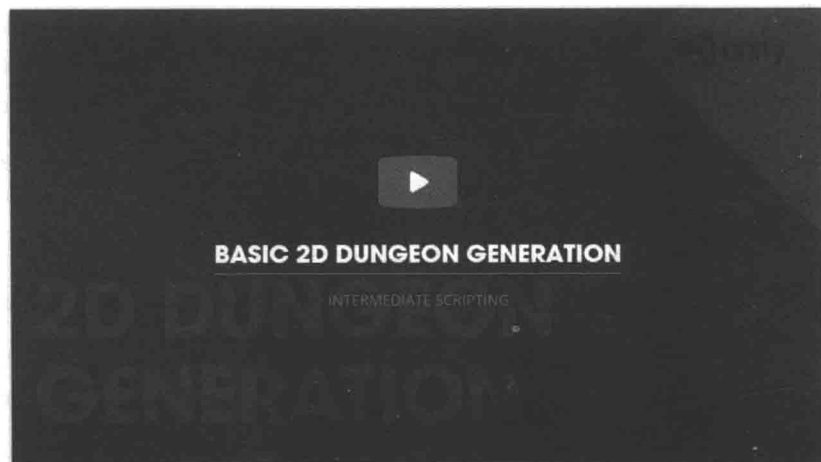 BASIC 2D DUNGEON GENERATION
INTERMEDIATE SCRIPTING
2D DUNGEON
GENERATION